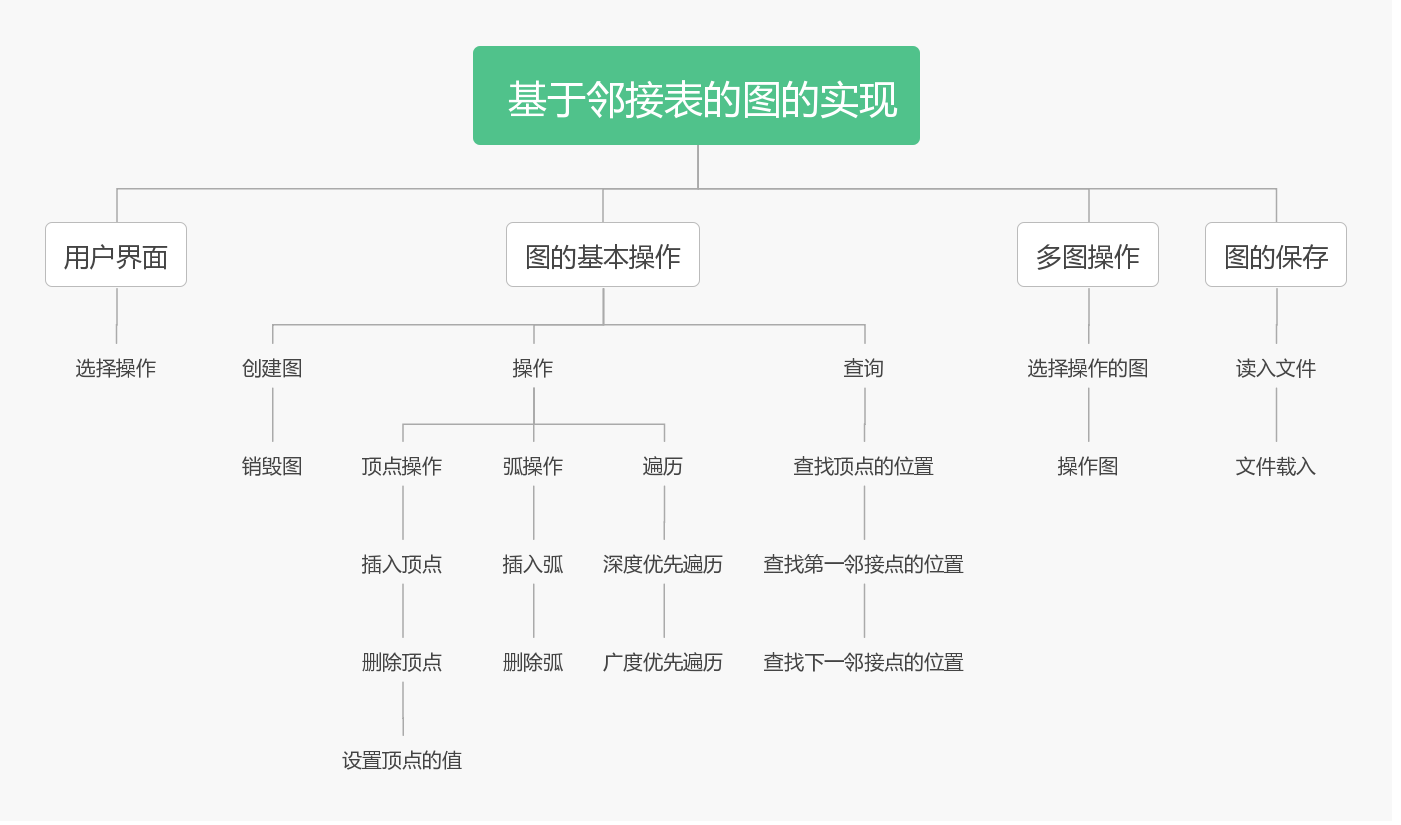 基于邻接表的图的实现
用户界面
图的基本操作
多图操作
图的保存
选择操作
创建图
操作
查询
选择操作的图
读入文件
销毁图
顶点操作
弧操作
遍历
查找顶点的位置
操作图
文件载入
插入顶点
插入弧
深度优先遍历
查找第一邻接点的位置
删除顶点
删除弧
广度优先遍历
查找下一邻接点的位置
设置顶点的值